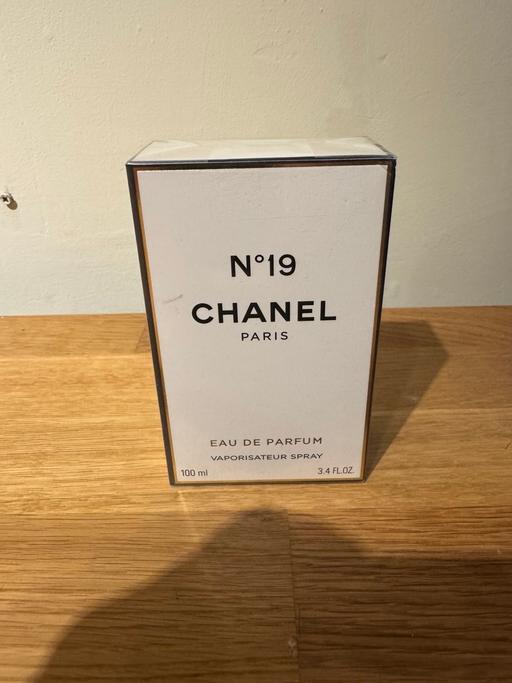 N°19
CHANEL
PARIS
EAU DE PARFUM
VAPORISATEUR SPRAY
100 ml 3.4 FL.OZ.